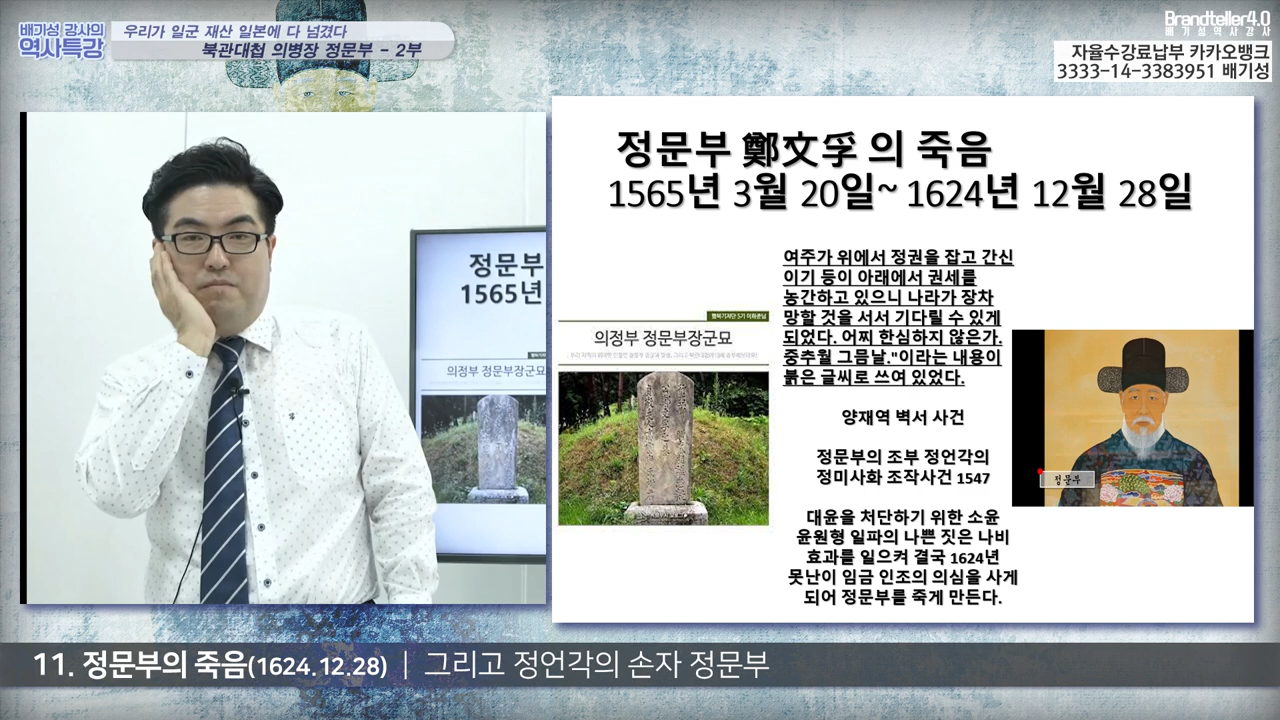 배기성 강사의
역사특강
우리가 일군 재산 일본에 다 넘겼다
북관대첩 의병장 정문부 - 2부
Brandteller4.0
배기성역사강사
자율수강료납부 카카오뱅크
3333-14-3383951 배기성
정문부 鄭文孚 의 죽음
1565년 3월 20일~ 1624년 12월 28일
여주가 위에서 정권을 잡고 간신
이기 등이 아래에서 권세를
농간하고 있으니 나라가 장차
망할 것을 서서 기다릴 수 있게
되었다. 어찌 한심하지 않은가.
중추월 그믐날."이라는 내용이
붉은 글씨로 쓰여 있었다.
양재역 벽서 사건
정문부의 조부 정언각의
정미사화 조작사건 1547
대윤을 처단하기 위한 소윤
윤원형 일파의 나쁜 짓은 나비
효과를 일으켜 결국 1624년
못난이 임금 인조의 의심을 사게
되어 정문부를 죽게 만든다.
의정부 정문부장군묘
정문부
정문부
1565년
의정부 정문부장군묘
11. 정문부의 죽음(1624.12.28) | 그리고 정언각의 손자 정문부